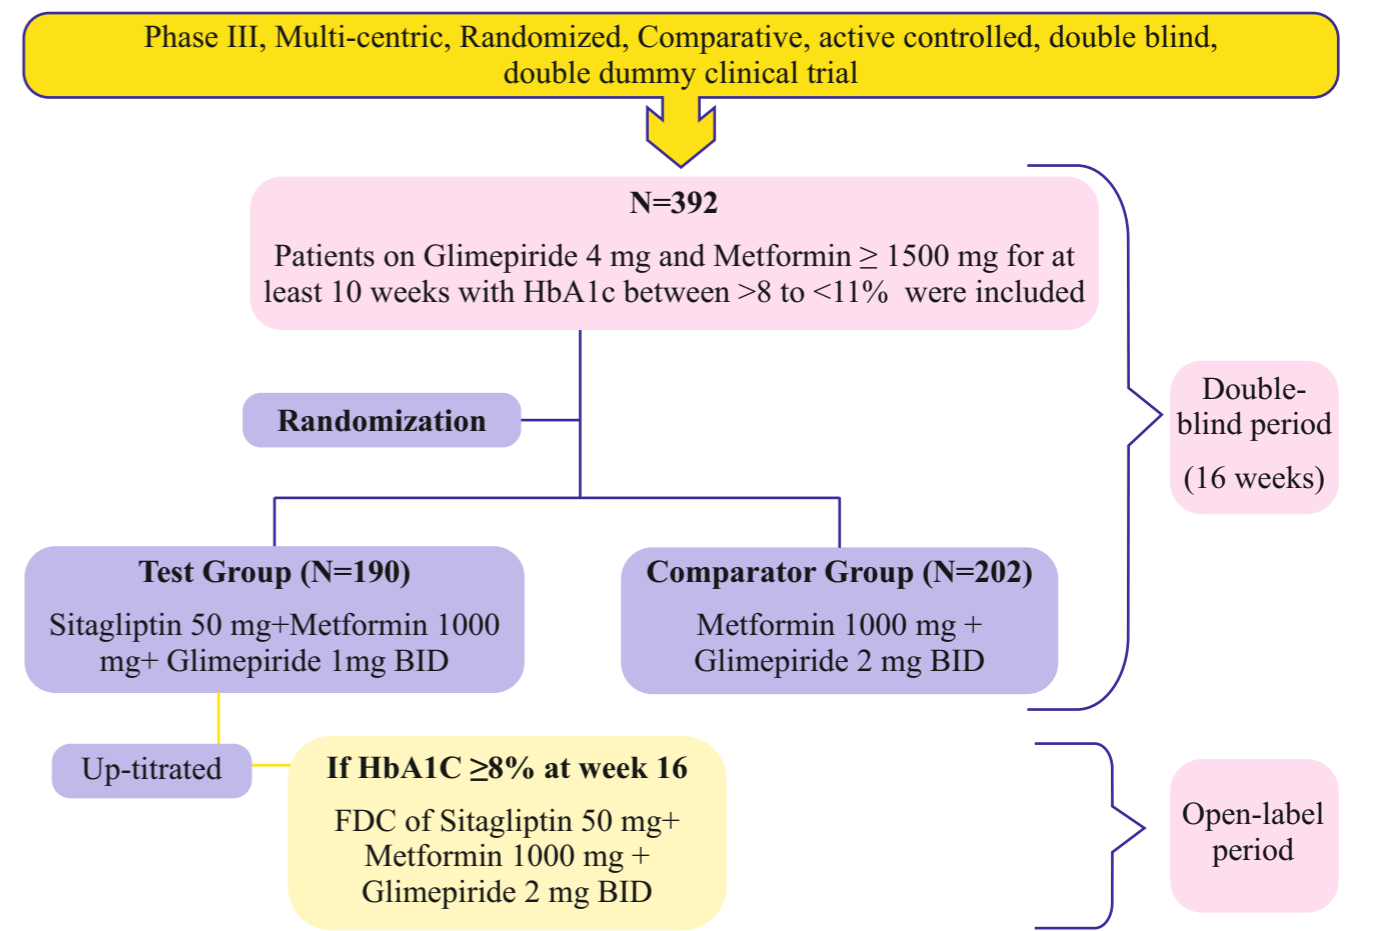 Phase III, Multi-centric, Randomized, Comparative, active controlled, double blind,
double dummy clinical trial
N=392
Patients on Glimepiride 4 mg and Metformin ≥ 1500 mg for at
least 10 weeks with HbA1c between >8 to <11% were included
Randomization
Double-
blind period
(16 weeks)
Test Group (N=190)
Sitagliptin 50 mg+Metformin 1000
mg+ Glimepiride 1mg BID
Comparator Group (N=202)
Metformin 1000 mg +
Glimepiride 2 mg BID
Up-titrated
If HbA1C ≥8% at week 16
FDC of Sitagliptin 50 mg+
Metformin 1000 mg +
Glimepiride 2 mg BID
Open-label
period